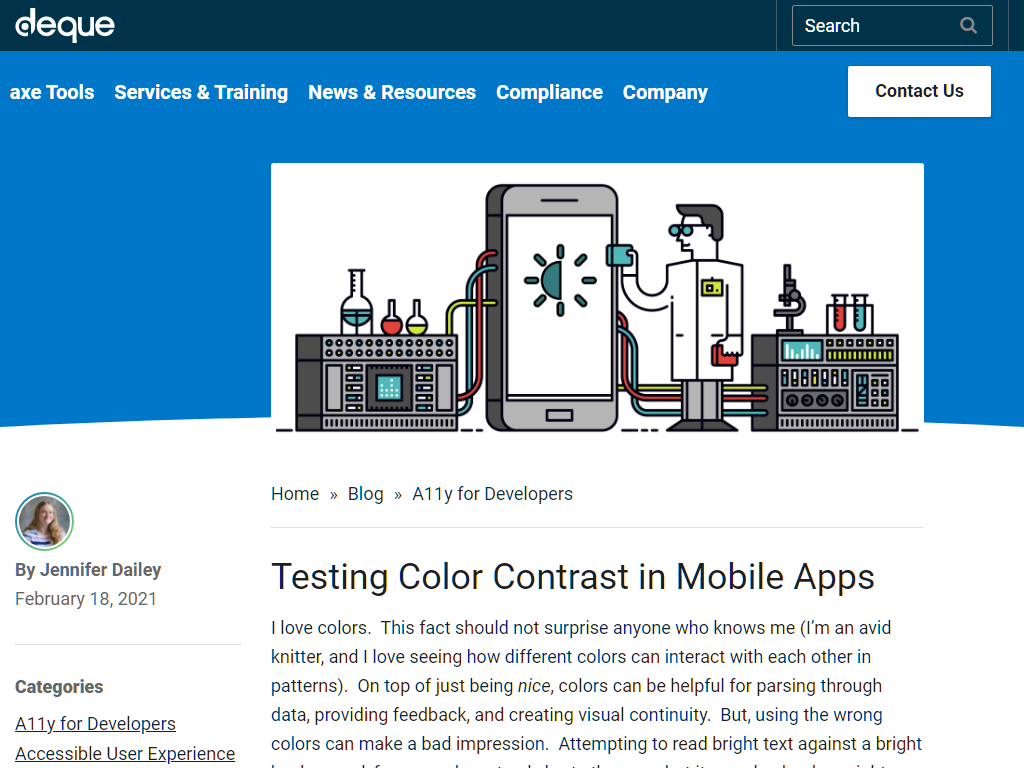 deque
Search
axe Tools Services & Training News & Resources Compliance Company
Contact Us
Home » Blog » A11y for Developers
By Jennifer Dailey
February 18, 2021
Categories
A11y for Developers
Accessible User Experience
Testing Color Contrast in Mobile Apps
I love colors.  This fact should not surprise anyone who knows me (I’m an avid
knitter, and I love seeing how different colors can interact with each other in
patterns).  On top of just being nice, colors can be helpful for parsing through
data, providing feedback, and creating visual continuity.  But, using the wrong
colors can make a bad impression.  Attempting to read bright text against a bright